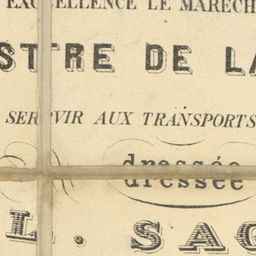 EXCELLENCE LE MARECH
STRE DE LA
SERVIR AUX TRANSPORTS
dressée
L. SAG